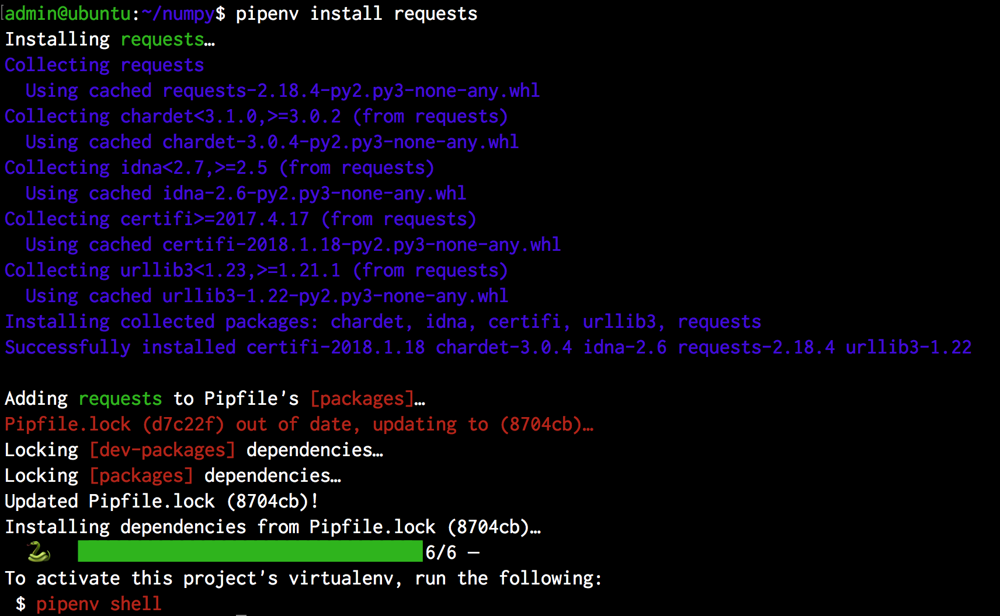 admin@ubuntu:~/numpy$ pipenv install requests
Installing requests…
Collecting requests
  Using cached requests-2.18.4-py2.py3-none-any.whl
Collecting chardet<3.1.0,>=3.0.2 (from requests)
  Using cached chardet-3.0.4-py2.py3-none-any.whl
Collecting idna<2.7,>=2.5 (from requests)
  Using cached idna-2.6-py2.py3-none-any.whl
Collecting certifi>=2017.4.17 (from requests)
  Using cached certifi-2018.1.18-py2.py3-none-any.whl
Collecting urllib3<1.23,>=1.21.1 (from requests)
  Using cached urllib3-1.22-py2.py3-none-any.whl
Installing collected packages: chardet, idna, certifi, urllib3, requests
Successfully installed certifi-2018.1.18 chardet-3.0.4 idna-2.6 requests-2.18.4 urllib3-1.22
Adding requests to Pipfile's [packages]…
Pipfile.lock (d7c22f) out of date, updating to (8704cb)…
Locking [dev-packages] dependencies…
Locking [packages] dependencies…
Updated Pipfile.lock (8704cb)!
Installing dependencies from Pipfile.lock (8704cb)…
6/6 —
To activate this project's virtualenv, run the following:
 $ pipenv shell